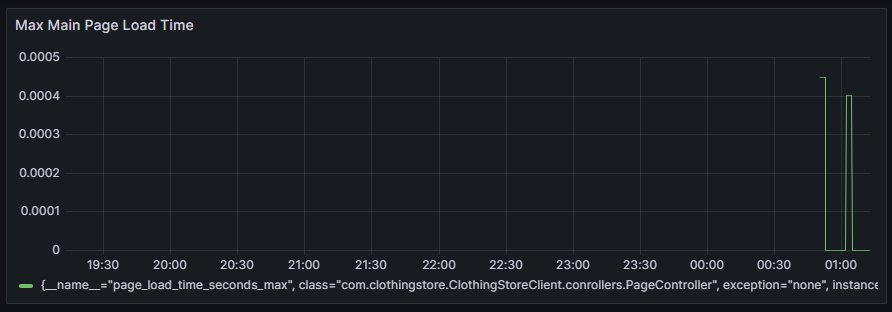 Max Main Page Load Time
0.0005
0.0004
0.0003
0.0002
0.0001
0
19:30 20:00 20:30 21:00 21:30 22:00 22:30 23:00 23:30 00:00 00:30 01:00
{__name__="page_load_time_seconds_max", class="com.clothingstore.ClothingStoreClient.conrollers.PageController", exception="none", instance